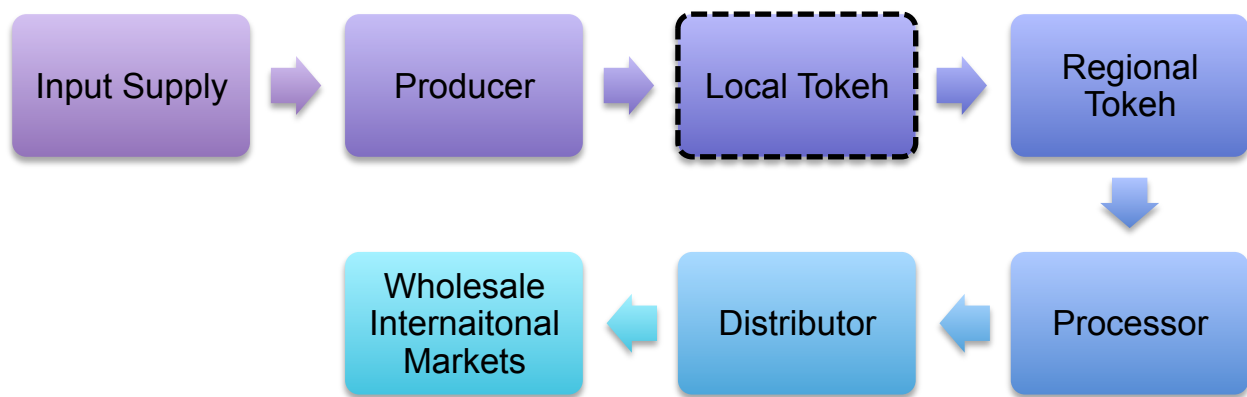 Input Supply
Producer
Local Tokeh
Regional
Tokeh
Processor
Distributor
Wholesale
Internaitonal
Markets